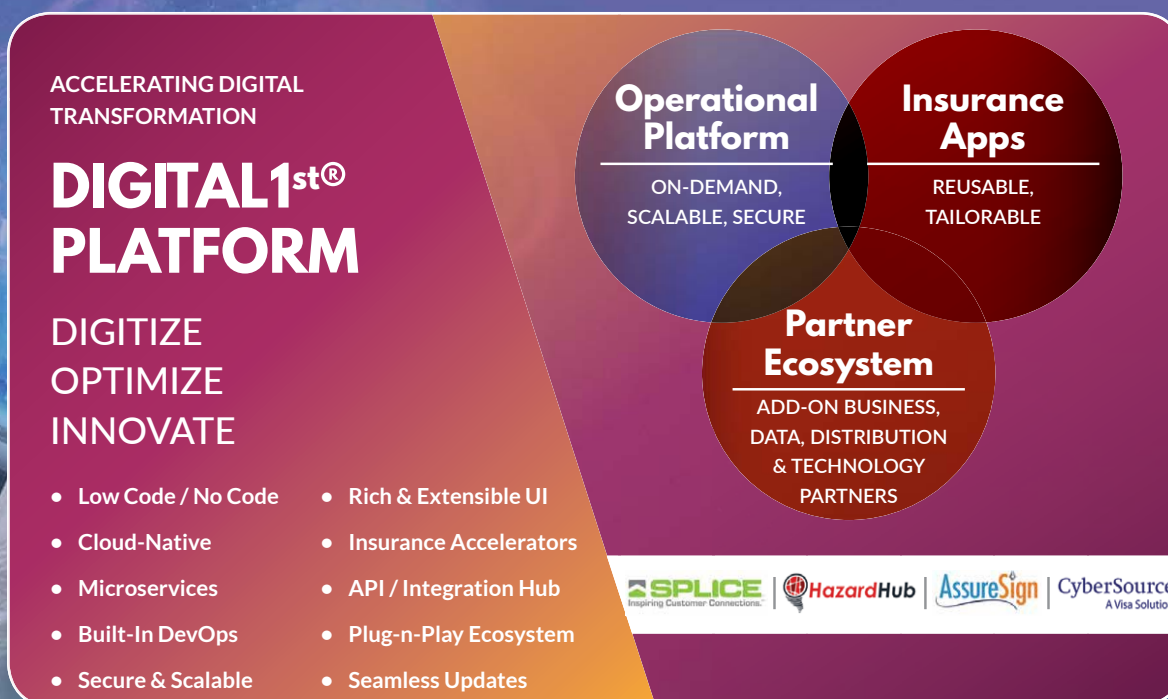 ACCELERATING DIGITAL
TRANSFORMATION
DIGITAL1st®
PLATFORM
DIGITIZE
OPTIMIZE
INNOVATE
• Low Code / No Code
• Cloud-Native
• Microservices
• Built-In DevOps
• Secure & Scalable
• Rich & Extensible UI
• Insurance Accelerators
• API / Integration Hub
• Plug-n-Play Ecosystem
• Seamless Updates
Operational
Platform
ON-DEMAND,
SCALABLE, SECURE
Insurance
Apps
REUSABLE,
TAILORABLE
Partner
Ecosystem
ADD-ON BUSINESS,
DATA, DISTRIBUTION
& TECHNOLOGY
PARTNERS
SPLICE
Inspiring Customer Connections.
HazardHub
AssureSign
CyberSource
A Visa Solution